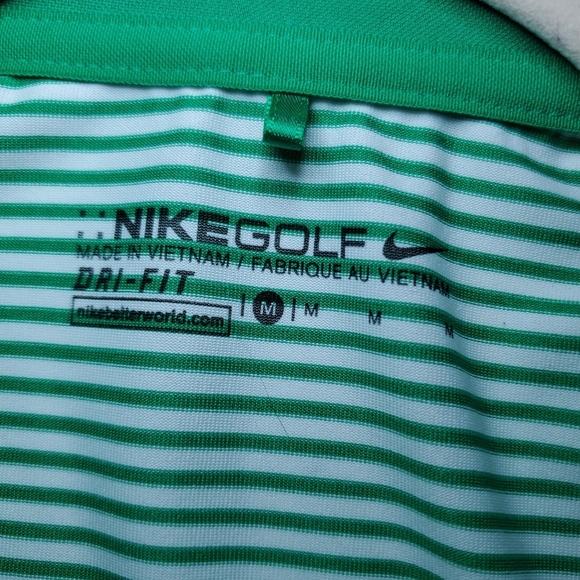 NIKEGOLF
MADE IN VIETNAM / FABRIQUE AU VIETNAM
DRI-FIT
nikebetterworld.com
| M | M M M